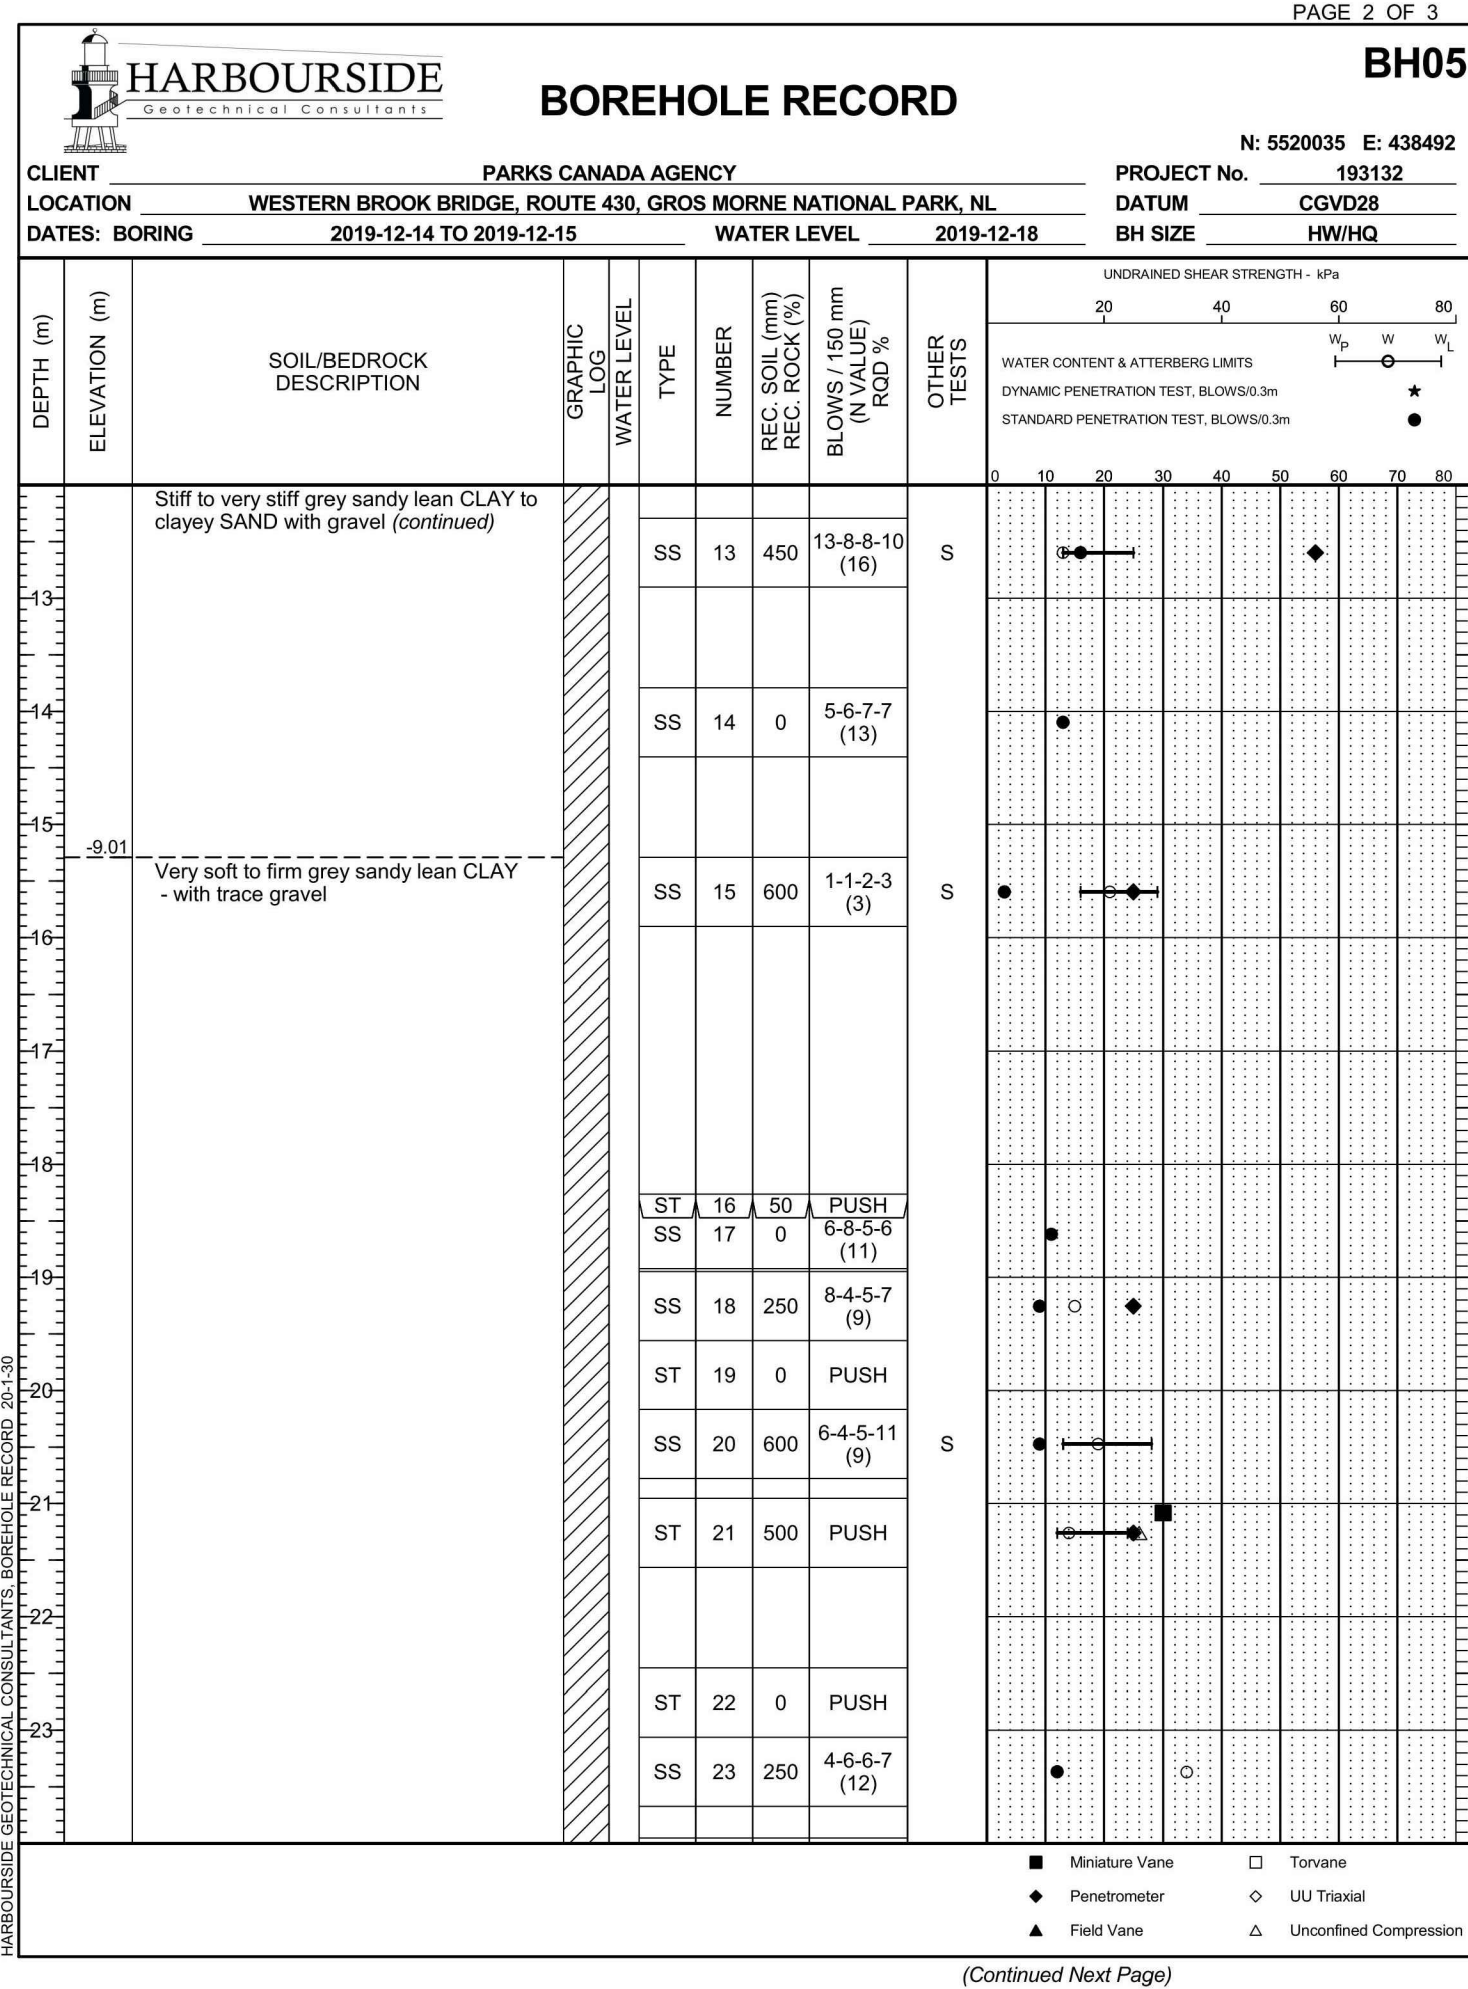 PAGE 2 OF 3
HARBOURSIDE
Geotechnical Consultants
BOREHOLE RECORD
BH05
N: 5520035 E: 438492
CLIENT PARKS CANADA AGENCY PROJECT No. 193132
LOCATION WESTERN BROOK BRIDGE, ROUTE 430, GROS MORNE NATIONAL PARK, NL DATUM CGVD28
DATES: BORING 2019-12-14 TO 2019-12-15 WATER LEVEL 2019-12-18 BH SIZE HW/HQ
DEPTH (m)
ELEVATION (m)
SOIL/BEDROCK
DESCRIPTION
GRAPHIC
LOG
WATER LEVEL
TYPE
NUMBER
REC. SOIL (mm)
REC. ROCK (%)
BLOWS / 150 mm
(N VALUE)
RQD %
OTHER
TESTS
UNDRAINED SHEAR STRENGTH - kPa
20 40 60 80
WP W WL
WATER CONTENT & ATTERBERG LIMITS
DYNAMIC PENETRATION TEST, BLOWS/0.3m ★
STANDARD PENETRATION TEST, BLOWS/0.3m ●
0 10 20 30 40 50 60 70 80
Stiff to very stiff grey sandy lean CLAY to
clayey SAND with gravel (continued)
SS 13 450 13-8-8-10
(16)
S
13
14
SS 14 0 5-6-7-7
(13)
15
-9.01
Very soft to firm grey sandy lean CLAY
- with trace gravel
SS 15 600 1-1-2-3
(3)
S
16
17
18
ST 16 50 PUSH
SS 17 0 6-8-5-6
(11)
19
SS 18 250 8-4-5-7
(9)
ST 19 0 PUSH
20
SS 20 600 6-4-5-11
(9)
S
21
ST 21 500 PUSH
22
ST 22 0 PUSH
23
SS 23 250 4-6-6-7
(12)
HARBOURSIDE GEOTECHNICAL CONSULTANTS, BOREHOLE RECORD 20-1-30
■ Miniature Vane □ Torvane
◆ Penetrometer ◇ UU Triaxial
▲ Field Vane △ Unconfined Compression
(Continued Next Page)